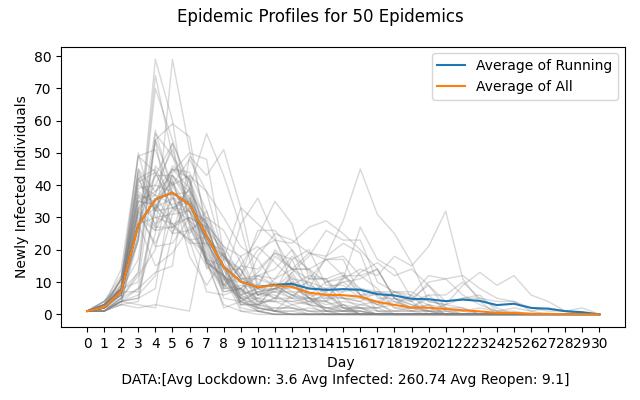 Epidemic Profiles for 50 Epidemics
Average of Running
Average of All
Newly Infected Individuals
80
70
60
50
40
30
20
10
0
0 1 2 3 4 5 6 7 8 9 10 11 12 13 14 15 16 17 18 19 20 21 22 23 24 25 26 27 28 29 30
Day
DATA:[Avg Lockdown: 3.6 Avg Infected: 260.74 Avg Reopen: 9.1]